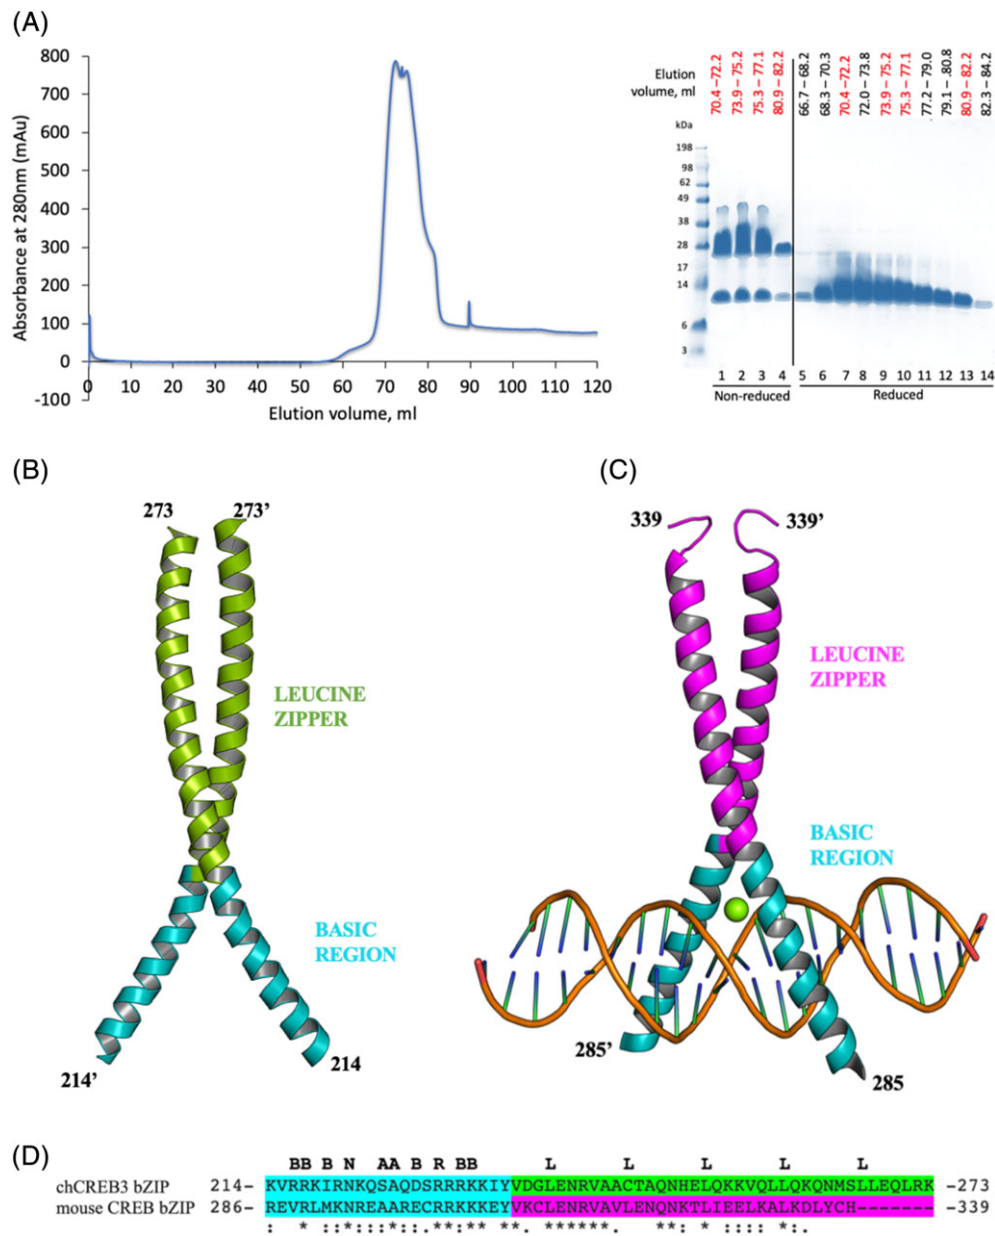 (A)
800
700
600
500
400
300
200
100
0
-100
Absorbance at 280nm (mAu)
0 10 20 30 40 50 60 70 80 90 100 110 120
Elution volume, ml
Elution
volume, ml
70.4 –72.2
73.9 – 75.2
75.3 – 77.1
80.9 – 82.2
66.7 – 68.2
68.3 – 70.3
70.4 –72.2
72.0 – 73.8
73.9 – 75.2
75.3 – 77.1
77.2 – 79.0
79.1 – .80.8
80.9 – 82.2
82.3 – 84.2
kDa
198
98
62
49
38
28
17
14
6
3
1 2 3 4 5 6 7 8 9 10 11 12 13 14
Non-reduced Reduced
(B)
273 273’
LEUCINE
ZIPPER
BASIC
REGION
214’ 214
(C)
339 339’
LEUCINE
ZIPPER
BASIC
REGION
285’ 285
(D)
BB B N AA B R BB L L L L L
chCREB3 bZIP 214- KVRRKIRNKQSAQDSRRRKKIYVDGLENRVAACTAQNHELQKKVQLLQKQNMSLLEQLRK -273
mouse CREB bZIP 286- REVRLMKNREAARECRRKKKEYVKCLENRVAVLENQNKTLIEELKALKDLYCH------- -339
: * ::*:::*:.:.**:** **. ******. **: * ::: *:.